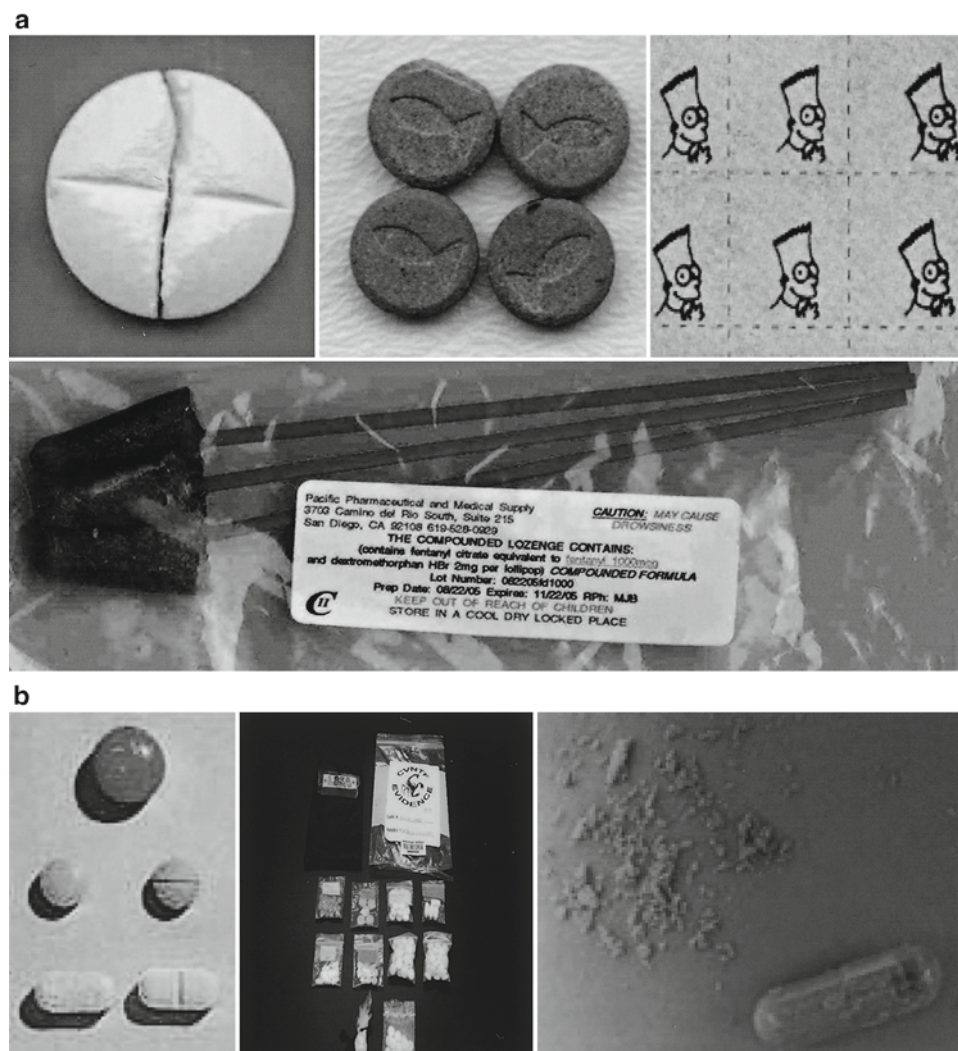 a
Pacific Pharmaceutical and Medical Supply
3703 Camino del Rio South, Suite 215
San Diego, CA 92108 619-528-0929
CAUTION: MAY CAUSE
DROWSINESS
THE COMPOUNDED LOZENGE CONTAINS:
(contains fentanyl citrate equivalent to fentanyl 1000mcg
and dextromethorphan HBr 2mg per lollipop) COMPOUNDED FORMULA
Lot Number: 082205fd1000
Prep Date: 08/22/05 Expires: 11/22/05 RPh: MJB
KEEP OUT OF REACH OF CHILDREN
STORE IN A COOL DRY LOCKED PLACE
C II
b
CVNTF
EVIDENCE